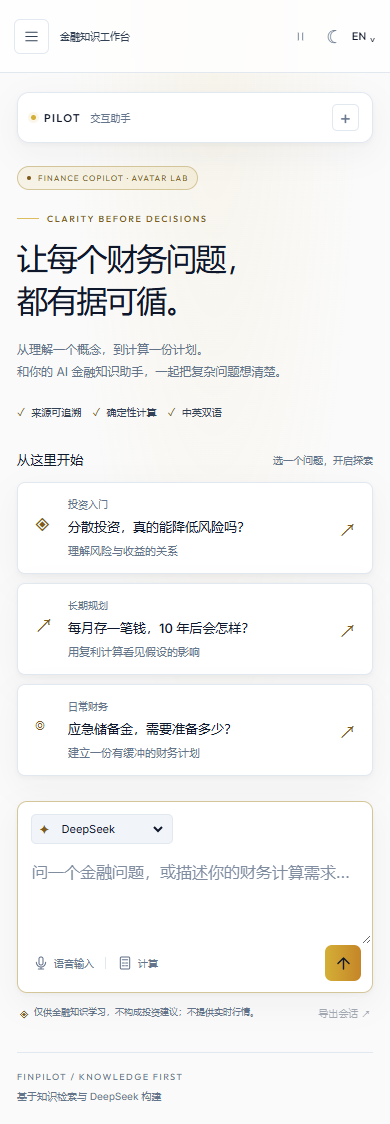 金融知识工作台
EN
PILOT 交互助手
+
FINANCE COPILOT · AVATAR LAB
CLARITY BEFORE DECISIONS
让每个财务问题，
都有据可循。
从理解一个概念，到计算一份计划。
和你的 AI 金融知识助手，一起把复杂问题想清楚。
✓ 来源可追溯 ✓ 确定性计算 ✓ 中英双语
从这里开始 选一个问题，开启探索
投资入门
分散投资，真的能降低风险吗？
理解风险与收益的关系
长期规划
每月存一笔钱，10 年后会怎样？
用复利计算看见假设的影响
日常财务
应急储备金，需要准备多少？
建立一份有缓冲的财务计划
DeepSeek
问一个金融问题，或描述你的财务计算需求...
语音输入 计算
仅供金融知识学习，不构成投资建议；不提供实时行情。 导出会话 ↗
FINPILOT / KNOWLEDGE FIRST
基于知识检索与 DeepSeek 构建